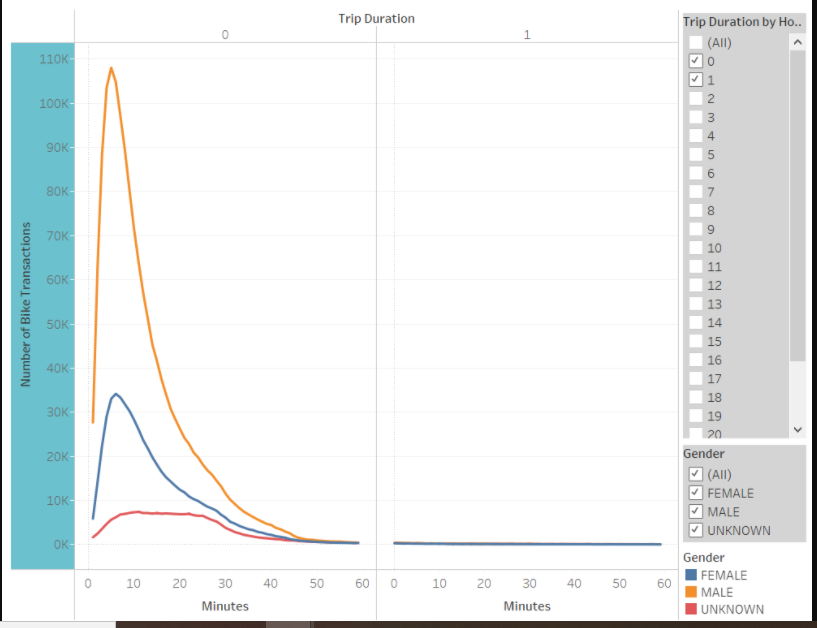 Trip Duration
0
1
110K
100K
90K
80K
70K
60K
50K
40K
30K
20K
10K
0K
Number of Bike Transactions
0 10 20 30 40 50 60
0 10 20 30 40 50 60
Minutes
Minutes
Trip Duration by Ho..
(All)
0
1
2
3
4
5
6
7
8
9
10
11
12
13
14
15
16
17
18
19
20
Gender
(All)
FEMALE
MALE
UNKNOWN
Gender
FEMALE
MALE
UNKNOWN